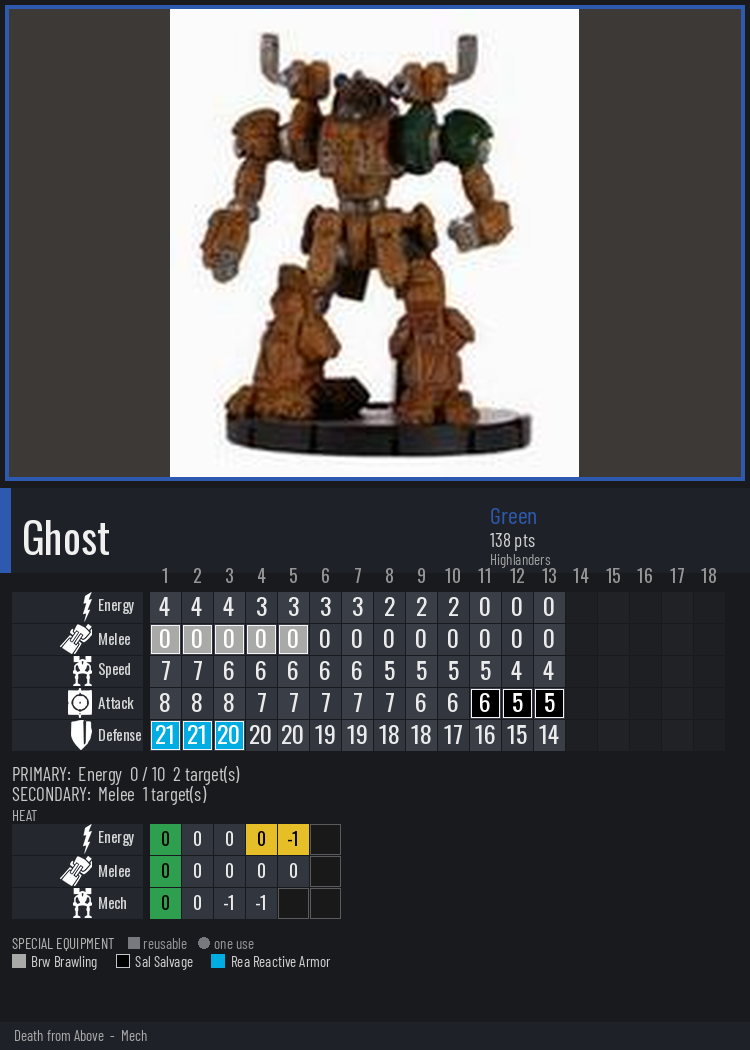 Ghost
Green
138 pts
Highlanders
1 2 3 4 5 6 7 8 9 10 11 12 13 14 15 16 17 18
Energy 4 4 4 3 3 3 3 2 2 2 0 0 0
Melee 0 0 0 0 0 0 0 0 0 0 0 0 0
Speed 7 7 6 6 6 6 6 5 5 5 5 4 4
Attack 8 8 8 7 7 7 7 7 6 6 6 5 5
Defense 21 21 20 20 20 19 19 18 18 17 16 15 14
PRIMARY: Energy 0 / 10 2 target(s)
SECONDARY: Melee 1 target(s)
HEAT
Energy 0 0 0 0 -1
Melee 0 0 0 0 0
Mech 0 0 -1 -1
SPECIAL EQUIPMENT reusable one use
Brw Brawling Sal Salvage Rea Reactive Armor
Death from Above - Mech